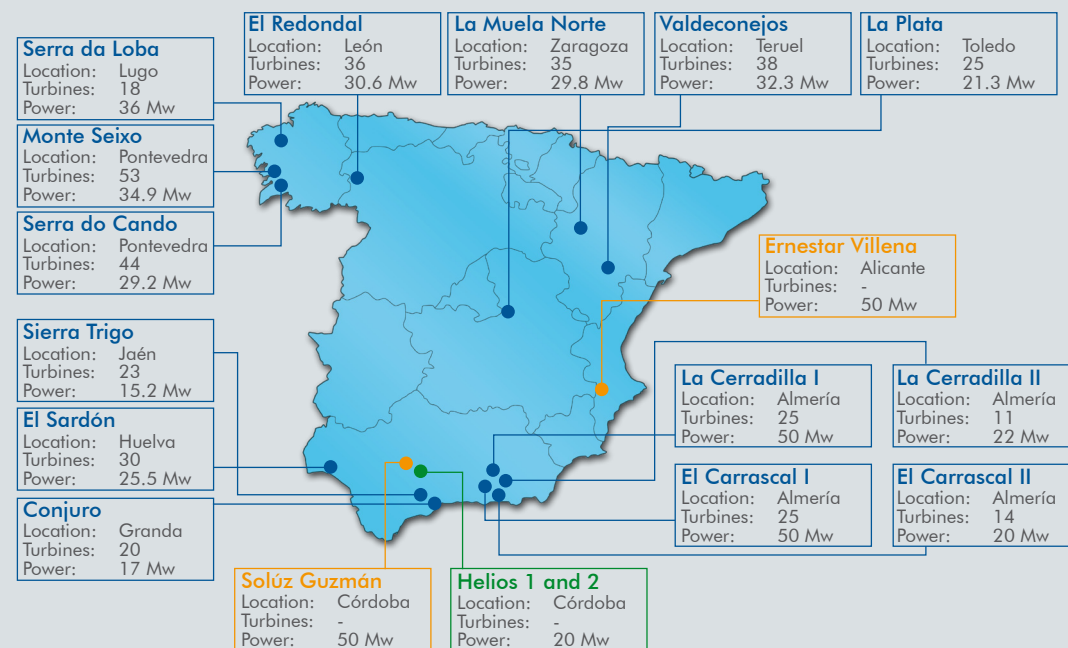 El Redondal
Location: León
Turbines: 36
Power: 30.6 Mw
La Muela Norte
Location: Zaragoza
Turbines: 35
Power: 29.8 Mw
Valdeconejos
Location: Teruel
Turbines: 38
Power: 32.3 Mw
La Plata
Location: Toledo
Turbines: 25
Power: 21.3 Mw
Serra da Loba
Location: Lugo
Turbines: 18
Power: 36 Mw
Monte Seixo
Location: Pontevedra
Turbines: 53
Power: 34.9 Mw
Serra do Cando
Location: Pontevedra
Turbines: 44
Power: 29.2 Mw
Ernestar Villena
Location: Alicante
Turbines: -
Power: 50 Mw
Sierra Trigo
Location: Jaén
Turbines: 23
Power: 15.2 Mw
El Sardón
Location: Huelva
Turbines: 30
Power: 25.5 Mw
Conjuro
Location: Granda
Turbines: 20
Power: 17 Mw
La Cerradilla I
Location: Almería
Turbines: 25
Power: 50 Mw
La Cerradilla II
Location: Almería
Turbines: 11
Power: 22 Mw
El Carrascal I
Location: Almería
Turbines: 25
Power: 50 Mw
El Carrascal II
Location: Almería
Turbines: 14
Power: 20 Mw
Solúz Guzmán
Location: Córdoba
Turbines: -
Power: 50 Mw
Helios 1 and 2
Location: Córdoba
Turbines: -
Power: 20 Mw